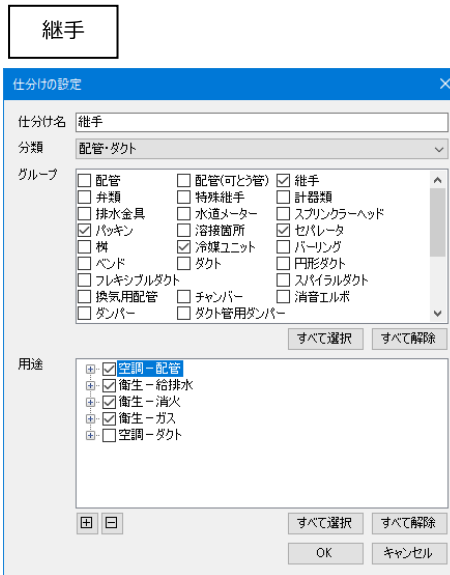 継手
仕分けの設定
仕分け名 継手
分類 配管・ダクト
グループ 配管 配管(可とう管) 継手
弁類 特殊継手 計器類
排水金具 水道メーター スプリンクラーヘッド
パッキン 溶接箇所 セパレータ
桝 冷媒ユニット バーリング
ベンド ダクト 円形ダクト
フレキシブルダクト スパイラルダクト
換気用配管 チャンバー 消音エルボ
ダンパー ダクト管用ダンパー
すべて選択 すべて解除
用途 空調-配管
衛生-給排水
衛生-消火
衛生-ガス
空調-ダクト
すべて選択 すべて解除
OK キャンセル